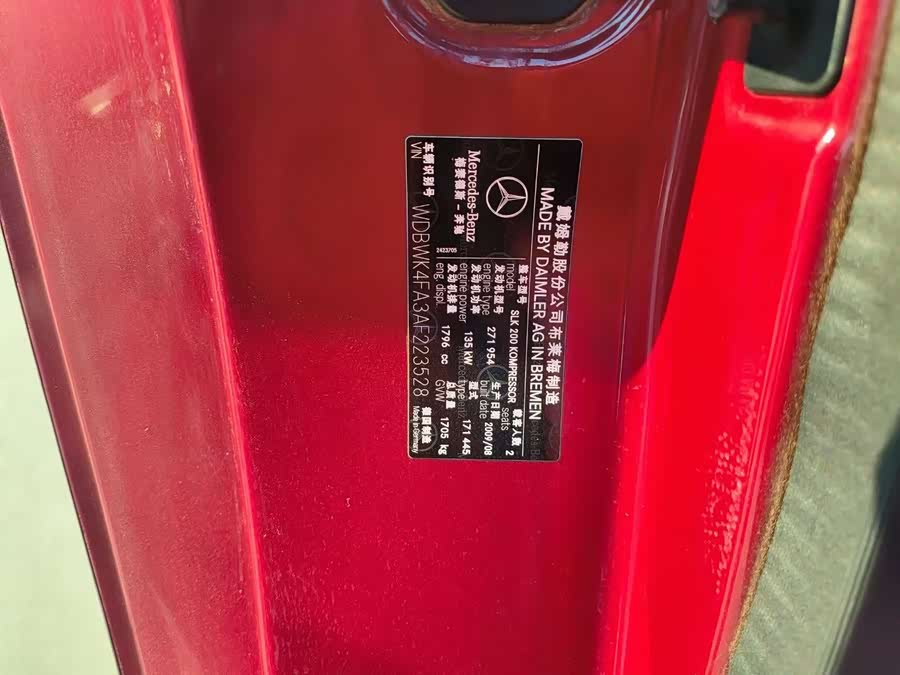 戴姆勒股份公司布莱梅制造
MADE BY DAIMLER AG IN BREMEN
Mercedes-Benz
梅赛德斯 - 奔驰
2423705
整车型号 SLK 200 KOMPRESSOR 载客人数 2
model seats
发动机型号 271 954 生产日期 2009/08
engine type built date
发动机功率 135 kW 型式 171 445
engine power type
发动机排量 1796 cc 总质量 1705 kg
eng. displ. GVW
车辆识别号 WDBWK4FA3AF223528 德国制造
VIN Made in Germany